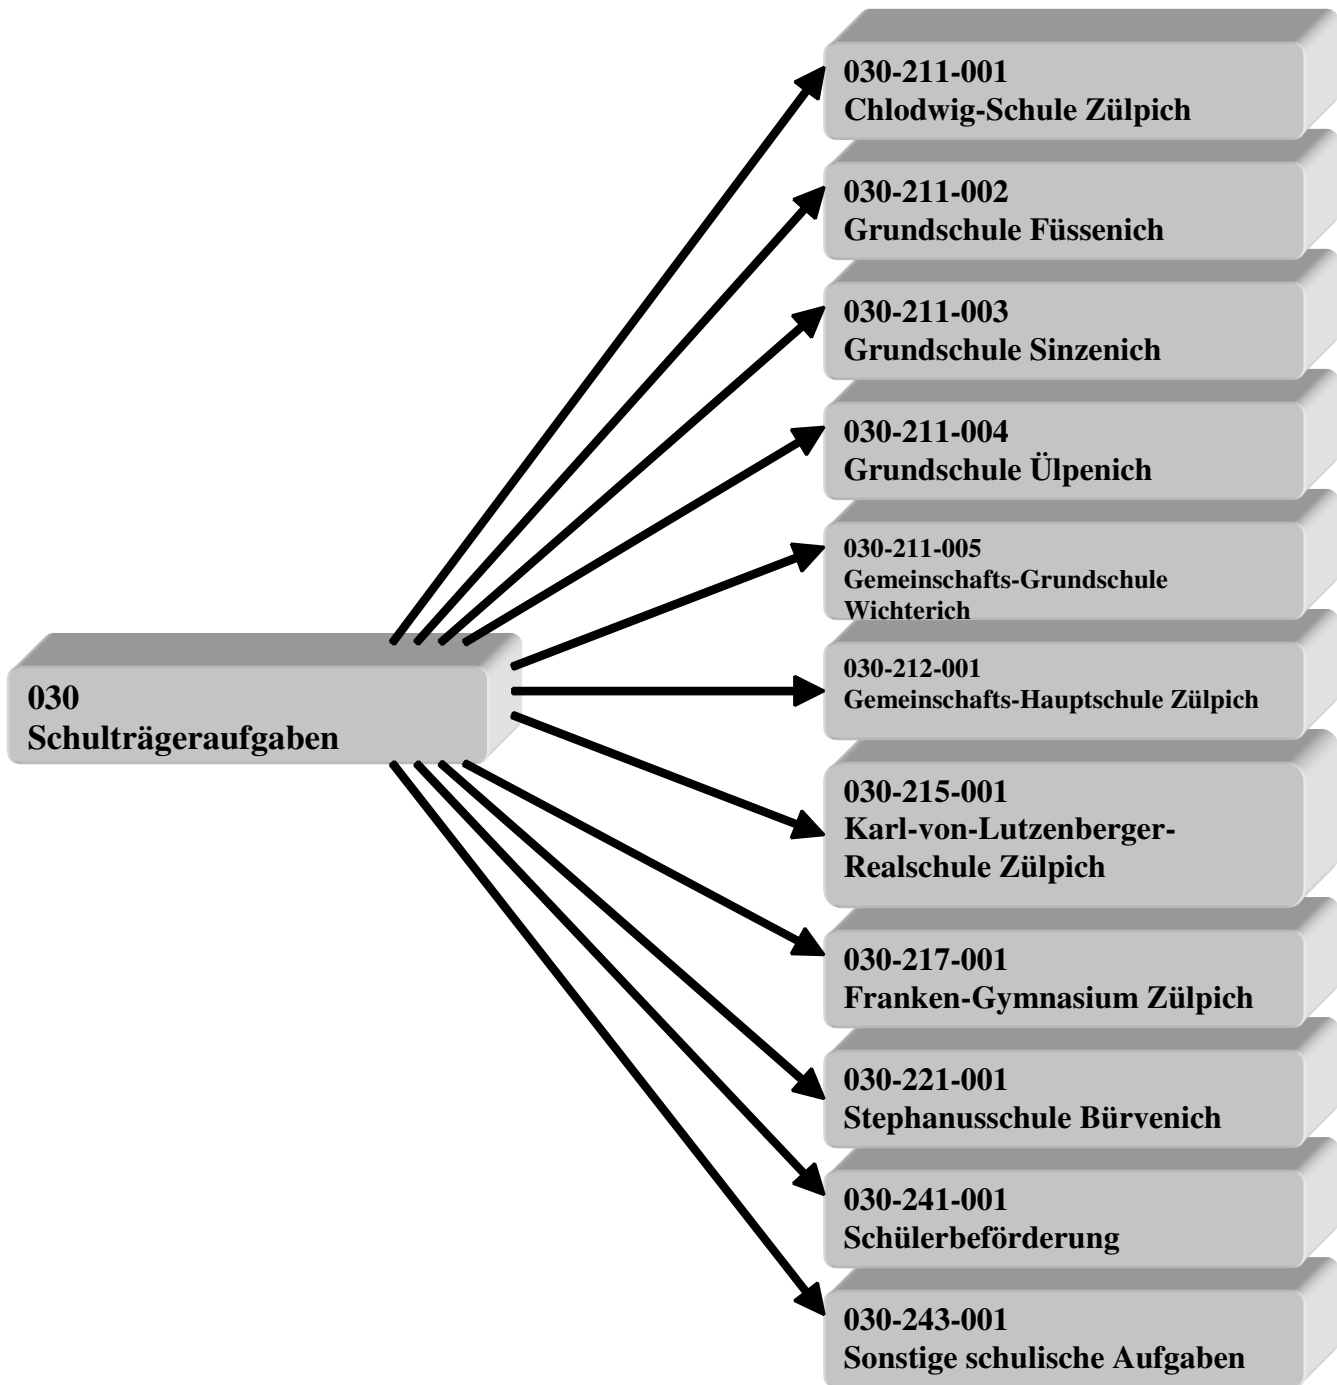 030
Schulträgeraufgaben
030-211-001
Chlodwig-Schule Zülpich
030-211-002
Grundschule Füssenich
030-211-003
Grundschule Sinzenich
030-211-004
Grundschule Ülpenich
030-211-005
Gemeinschafts-Grundschule
Wichterich
030-212-001
Gemeinschafts-Hauptschule Zülpich
030-215-001
Karl-von-Lutzenberger-
Realschule Zülpich
030-217-001
Franken-Gymnasium Zülpich
030-221-001
Stephanusschule Bürvenich
030-241-001
Schülerbeförderung
030-243-001
Sonstige schulische Aufgaben